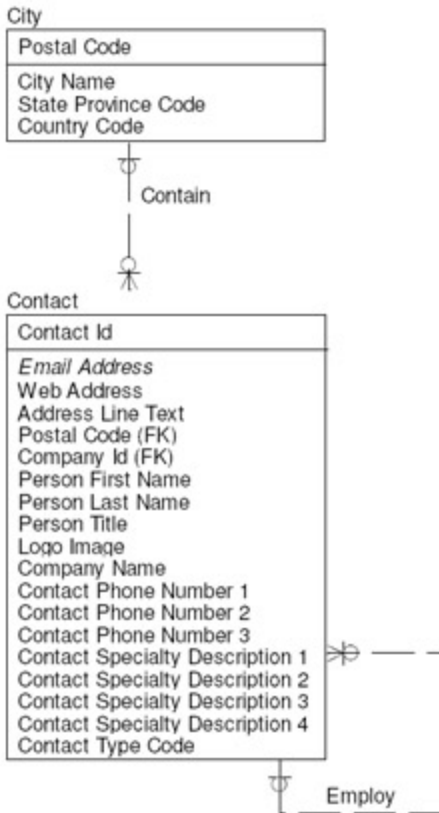 City
Postal Code
City Name
State Province Code
Country Code
Contain
Contact
Contact Id
Email Address
Web Address
Address Line Text
Postal Code (FK)
Company Id (FK)
Person First Name
Person Last Name
Person Title
Logo Image
Company Name
Contact Phone Number 1
Contact Phone Number 2
Contact Phone Number 3
Contact Specialty Description 1
Contact Specialty Description 2
Contact Specialty Description 3
Contact Specialty Description 4
Contact Type Code
Employ